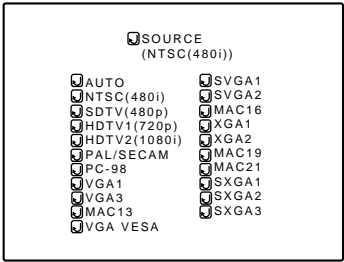 SOURCE
(NTSC(480i))
AUTO
NTSC(480i)
SDTV(480p)
HDTV1(720p)
HDTV2(1080i)
PAL/SECAM
PC-98
VGA1
VGA3
MAC13
VGA VESA
SVGA1
SVGA2
MAC16
XGA1
XGA2
MAC19
MAC21
SXGA1
SXGA2
SXGA3